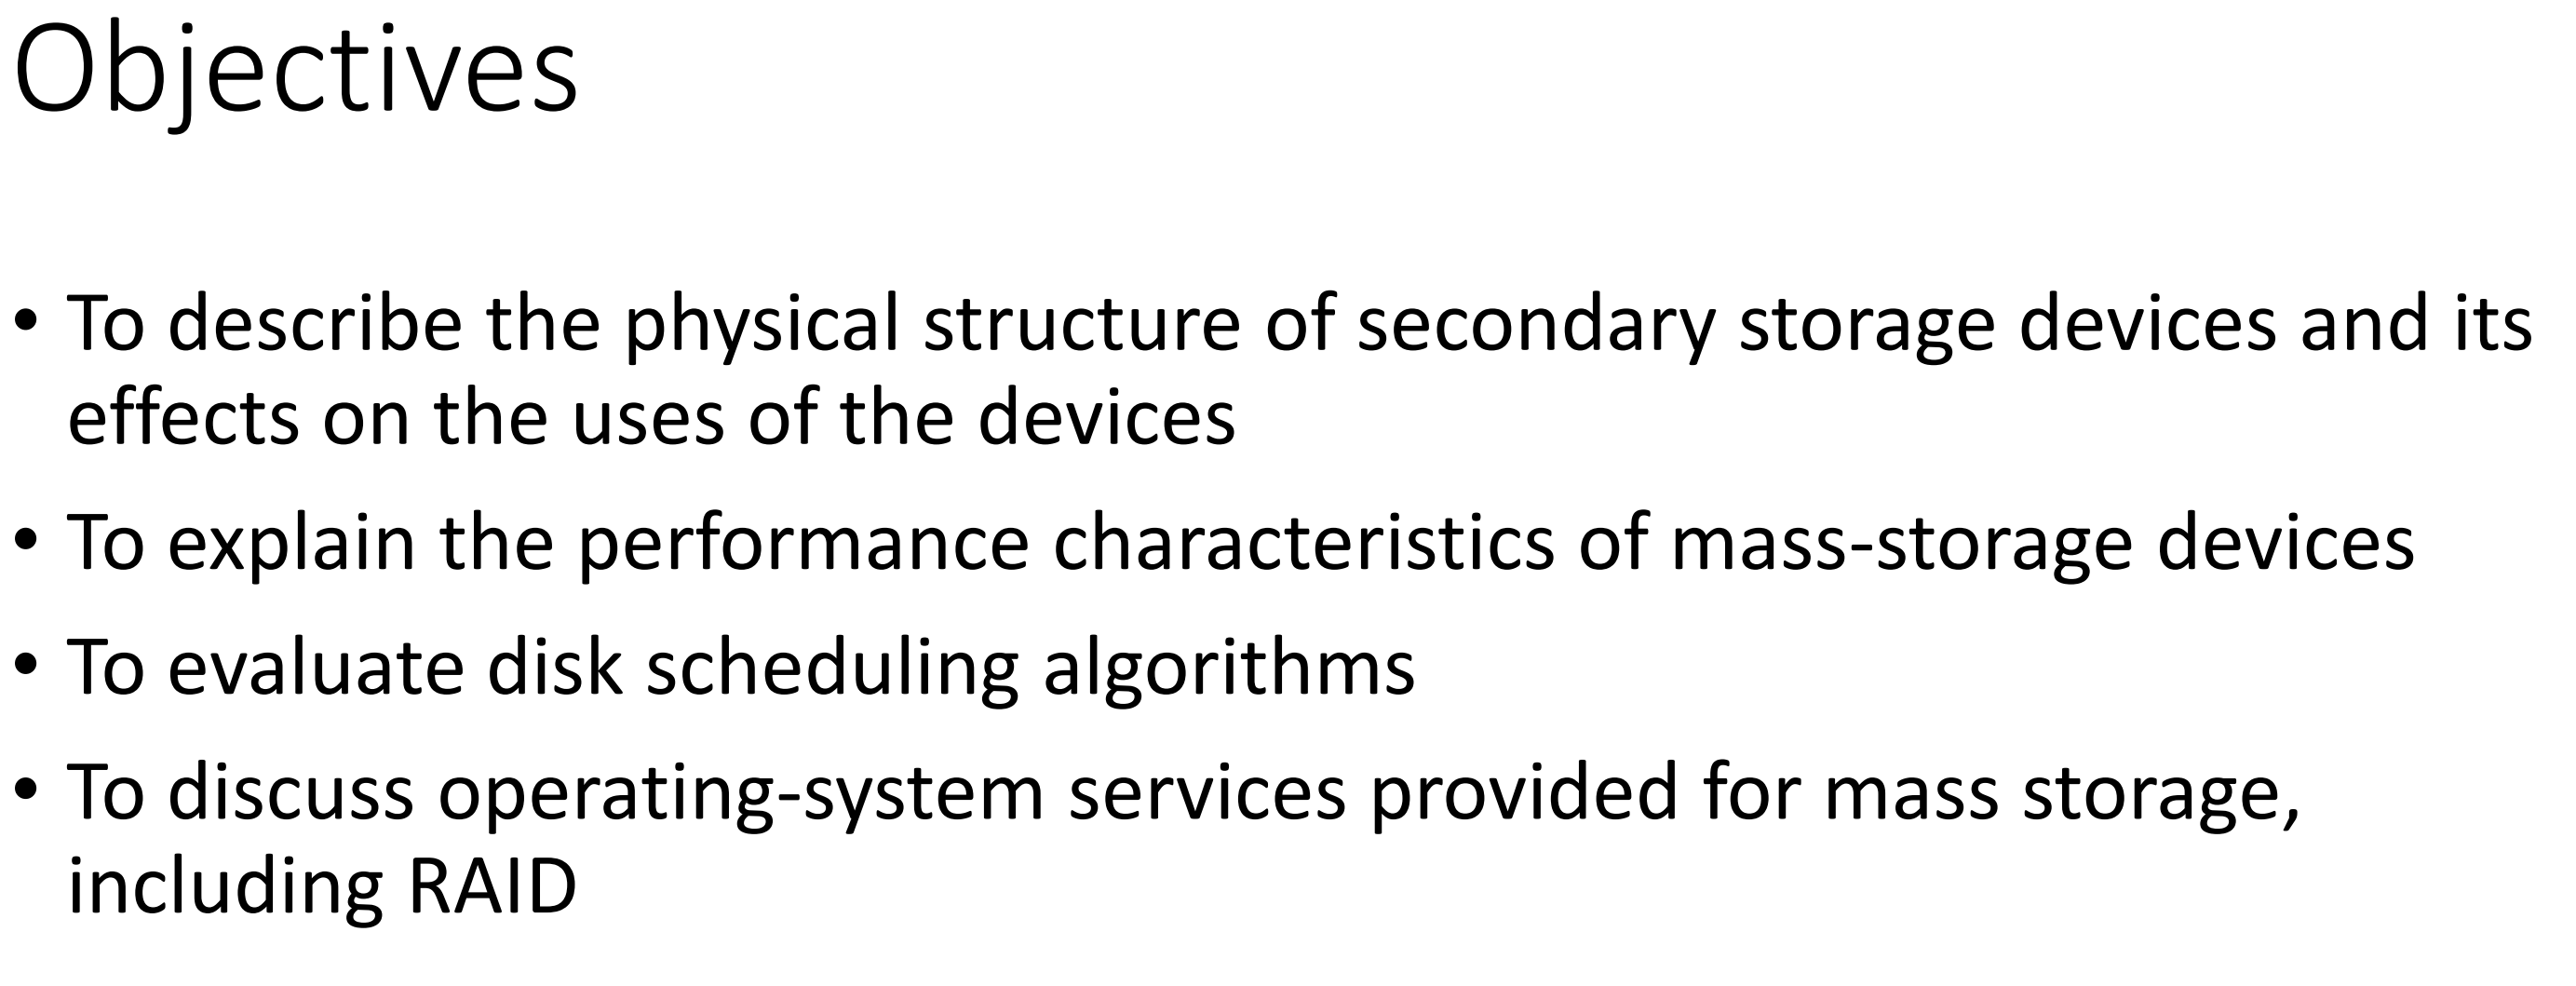 Objectives
• To describe the physical structure of secondary storage devices and its
effects on the uses of the devices
• To explain the performance characteristics of mass-storage devices
• To evaluate disk scheduling algorithms
• To discuss operating-system services provided for mass storage,
including RAID